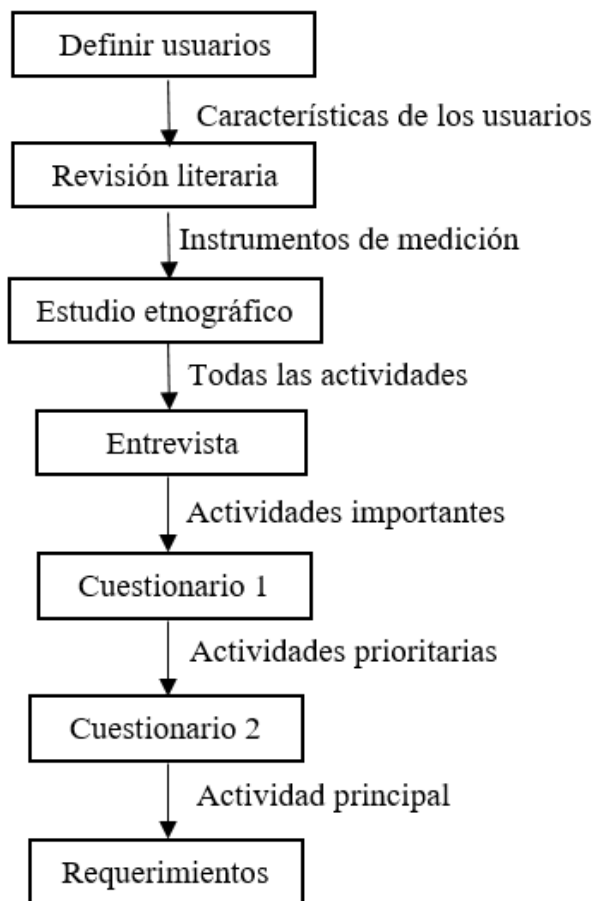 Definir usuarios
Características de los usuarios
Revisión literaria
Instrumentos de medición
Estudio etnográfico
Todas las actividades
Entrevista
Actividades importantes
Cuestionario 1
Actividades prioritarias
Cuestionario 2
Actividad principal
Requerimientos